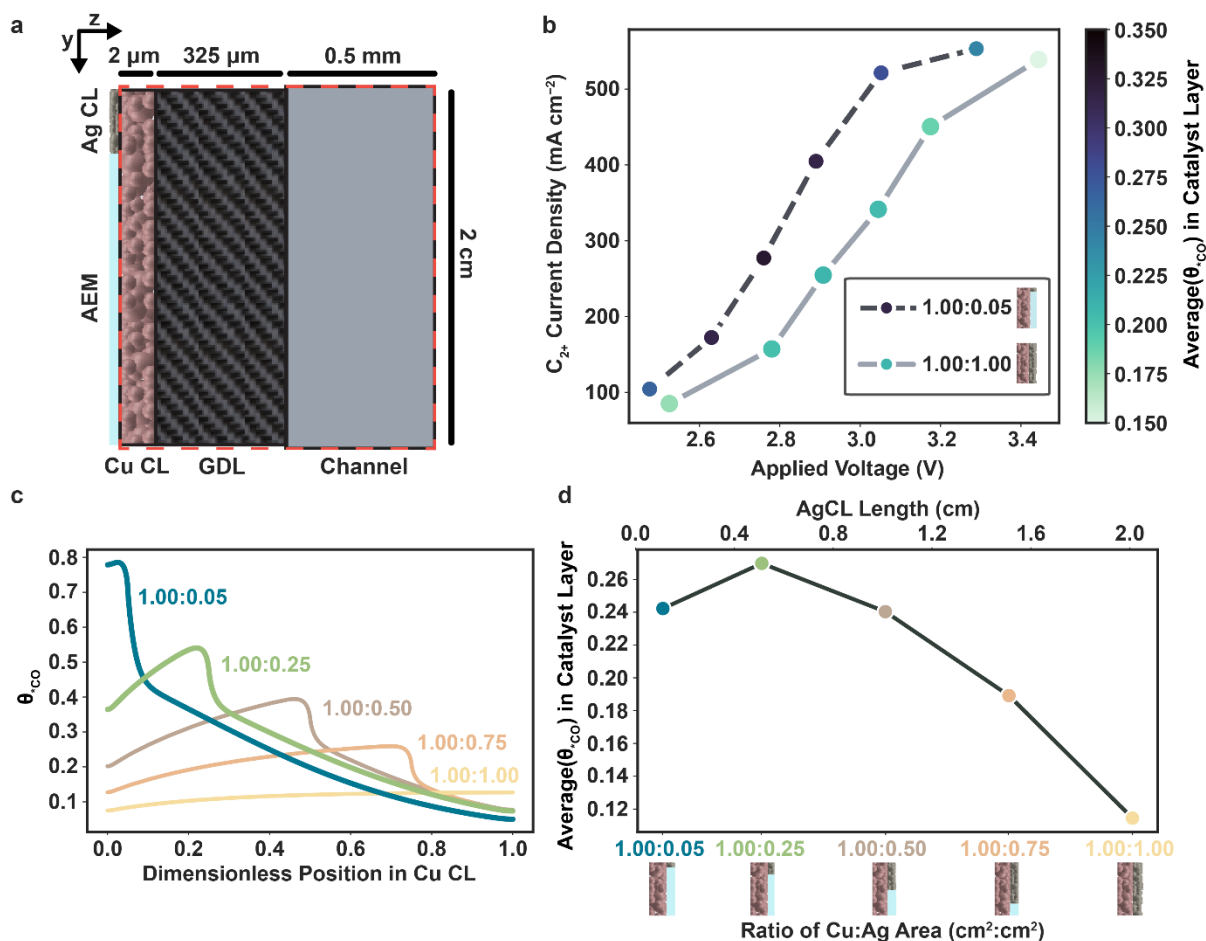 a
z
y
2 μm
325 μm
0.5 mm
Ag CL
AEM
2 cm
Cu CL
GDL
Channel
b
C₂₊ Current Density (mA cm⁻²)
500
400
300
200
100
2.6
2.8
3.0
3.2
3.4
Applied Voltage (V)
1.00:0.05
1.00:1.00
0.350
0.325
0.300
0.275
0.250
0.225
0.200
0.175
0.150
Average(θ*CO) in Catalyst Layer
c
θ*CO
0.8
0.7
0.6
0.5
0.4
0.3
0.2
0.1
1.00:0.05
1.00:0.25
1.00:0.50
1.00:0.75
1.00:1.00
0.0
0.2
0.4
0.6
0.8
1.0
Dimensionless Position in Cu CL
d
AgCL Length (cm)
0.0
0.4
0.8
1.2
1.6
2.0
Average(θ*CO) in Catalyst Layer
0.26
0.24
0.22
0.20
0.18
0.16
0.14
0.12
1.00:0.05
1.00:0.25
1.00:0.50
1.00:0.75
1.00:1.00
Ratio of Cu:Ag Area (cm²:cm²)